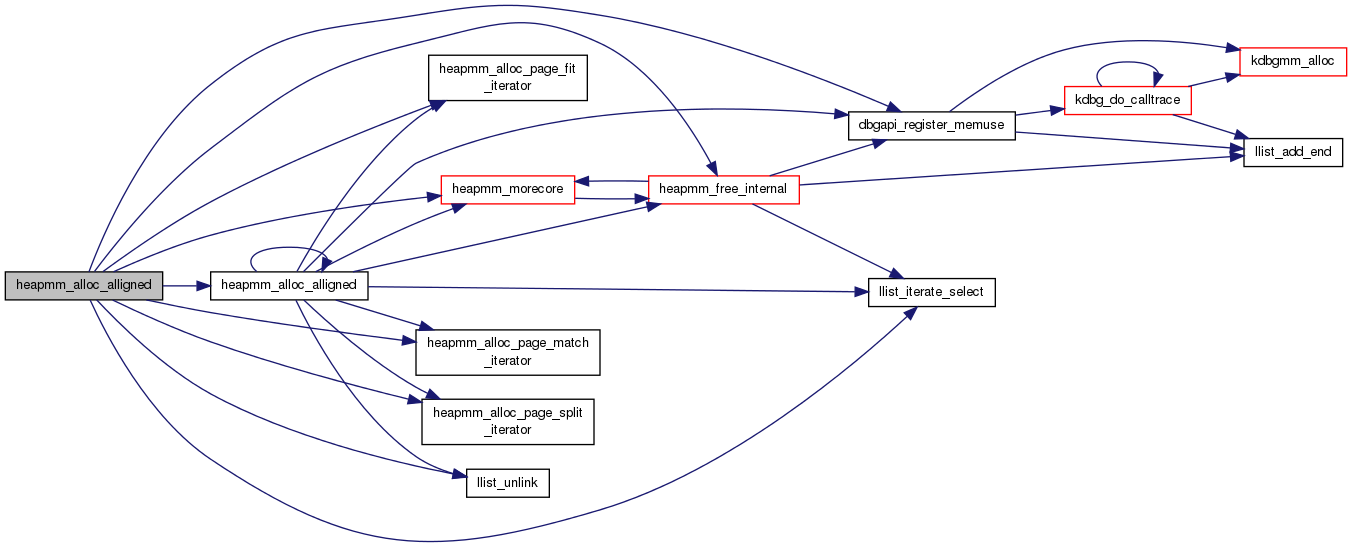 heapmm_alloc_alligned
heapmm_alloc_alligned
heapmm_alloc_page_fit
_iterator
heapmm_morecore
heapmm_alloc_page_match
_iterator
heapmm_alloc_page_split
_iterator
llist_unlink
heapmm_free_internal
dbgapi_register_memuse
llist_iterate_select
kdbg_do_calltrace
kdbgmm_alloc
llist_add_end